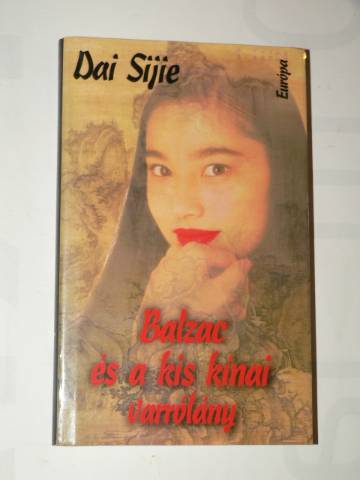 Dai Sijie
Európa
Balzac
és a kis kínai
varrólány